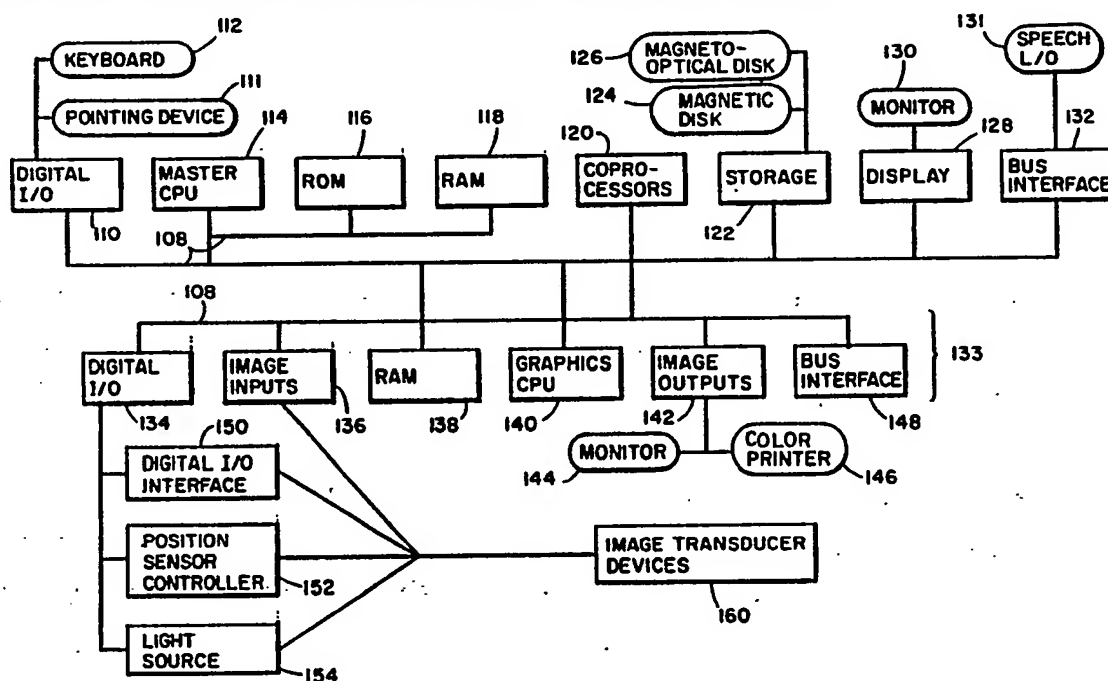 112
KEYBOARD
111
POINTING DEVICE
114
116
118
126
MAGNETO-
OPTICAL DISK
124
MAGNETIC
DISK
120
130
MONITOR
131
SPEECH
L/O
128
132
DIGITAL
I/O
110
MASTER
CPU
ROM
RAM
COPRO-
CESSORS
STORAGE
122
DISPLAY
BUS
INTERFACE
108
108
133
DIGITAL
I/O
134
IMAGE
INPUTS
136
RAM
138
GRAPHICS
CPU
140
IMAGE
OUTPUTS
142
BUS
INTERFACE
148
150
DIGITAL I/O
INTERFACE
MONITOR
144
COLOR
PRINTER
146
POSITION
SENSOR
CONTROLLER
152
IMAGE TRANSDUCER
DEVICES
160
LIGHT
SOURCE
154